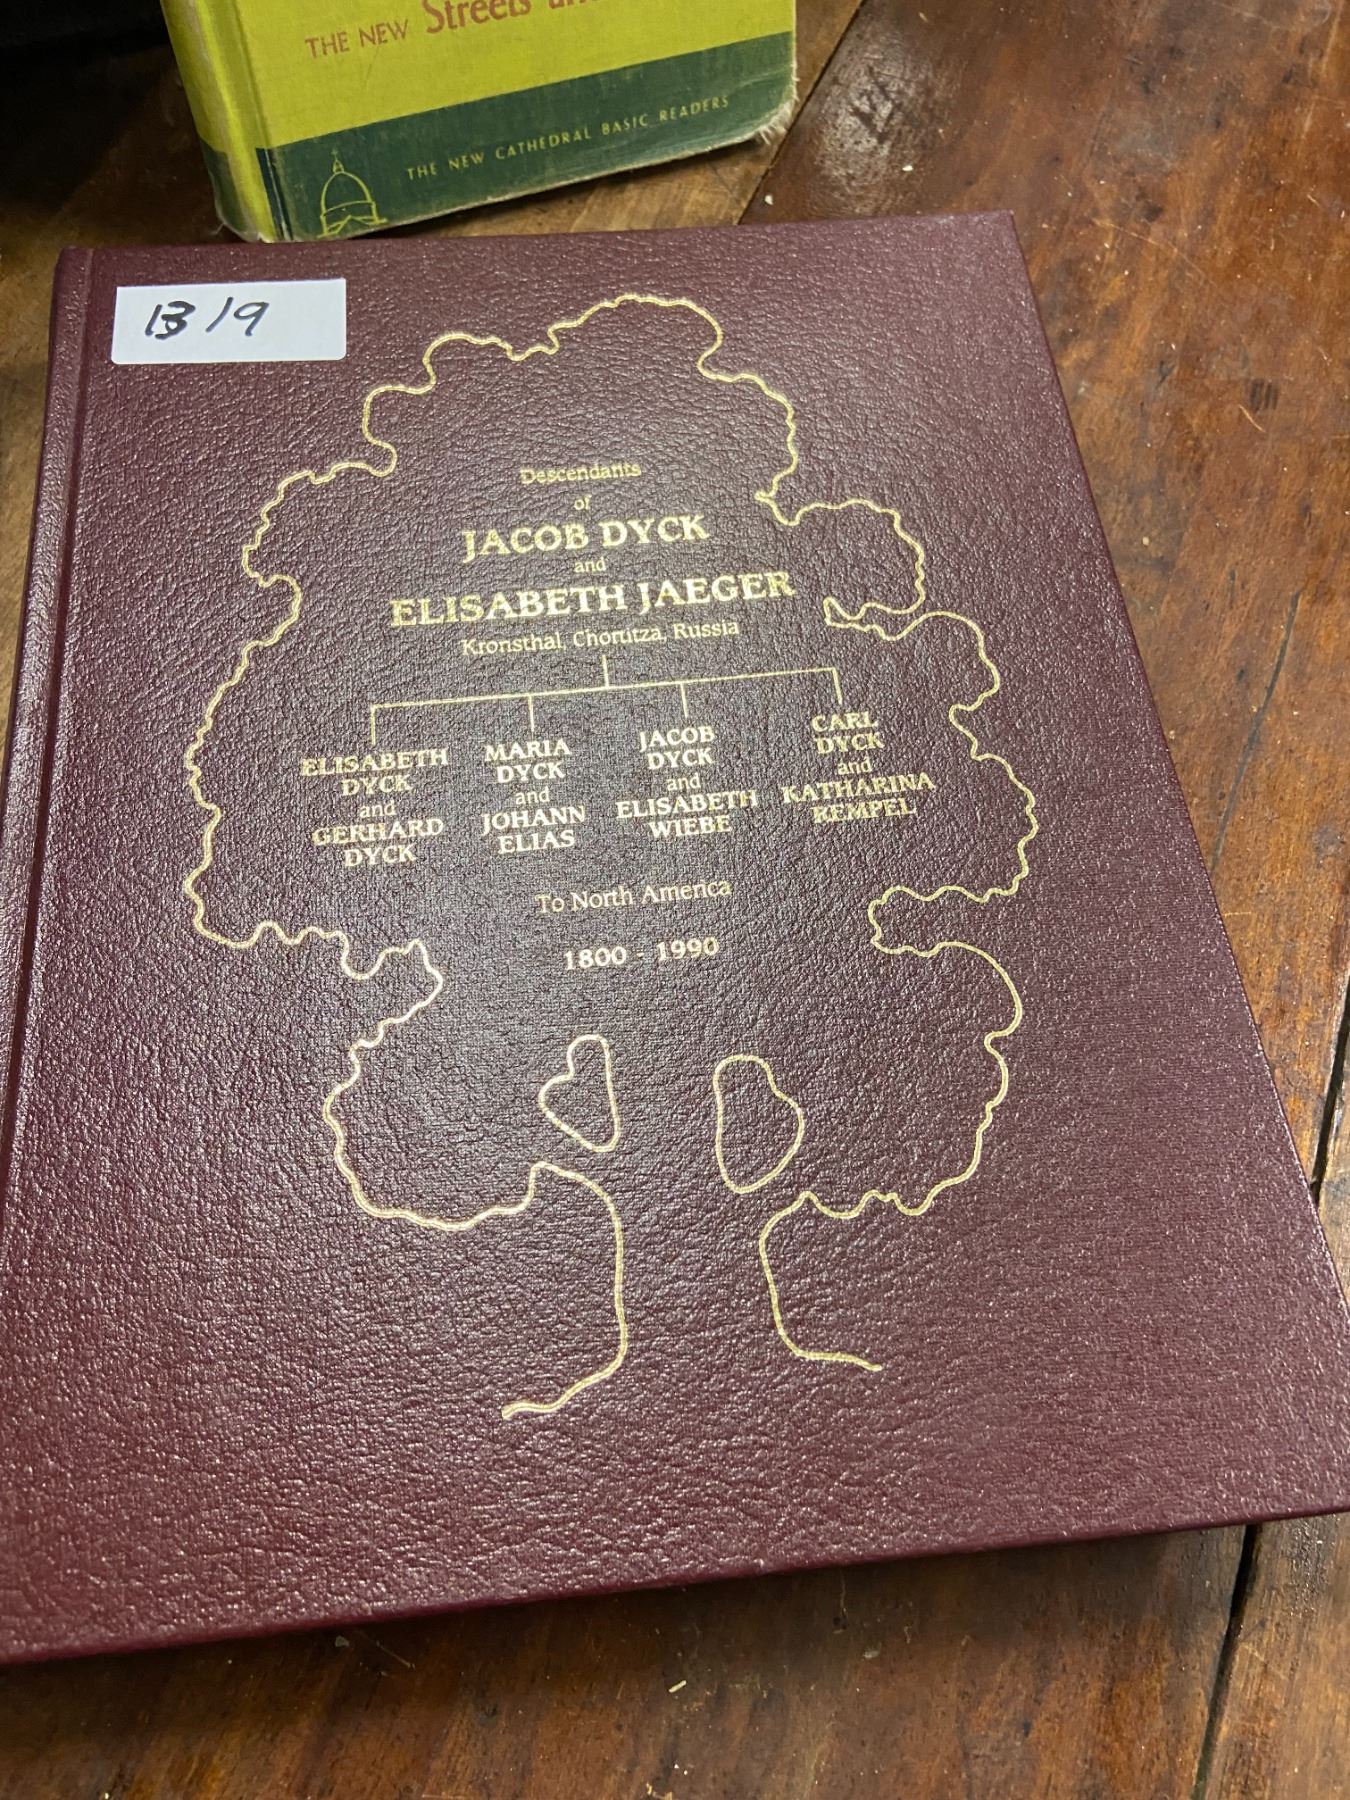 THE NEW Streets
THE NEW CATHEDRAL BASIC READERS
B19
Descendants
of
JACOB DYCK
and
ELISABETH JAEGER
Kronsthal, Chortitza, Russia
ELISABETH
DYCK
and
GERHARD
DYCK
MARIA
DYCK
and
JOHANN
ELIAS
JACOB
DYCK
and
ELISABETH
WIEBE
CARL
DYCK
and
KATHARINA
REMPEL
To North America
1800 - 1990